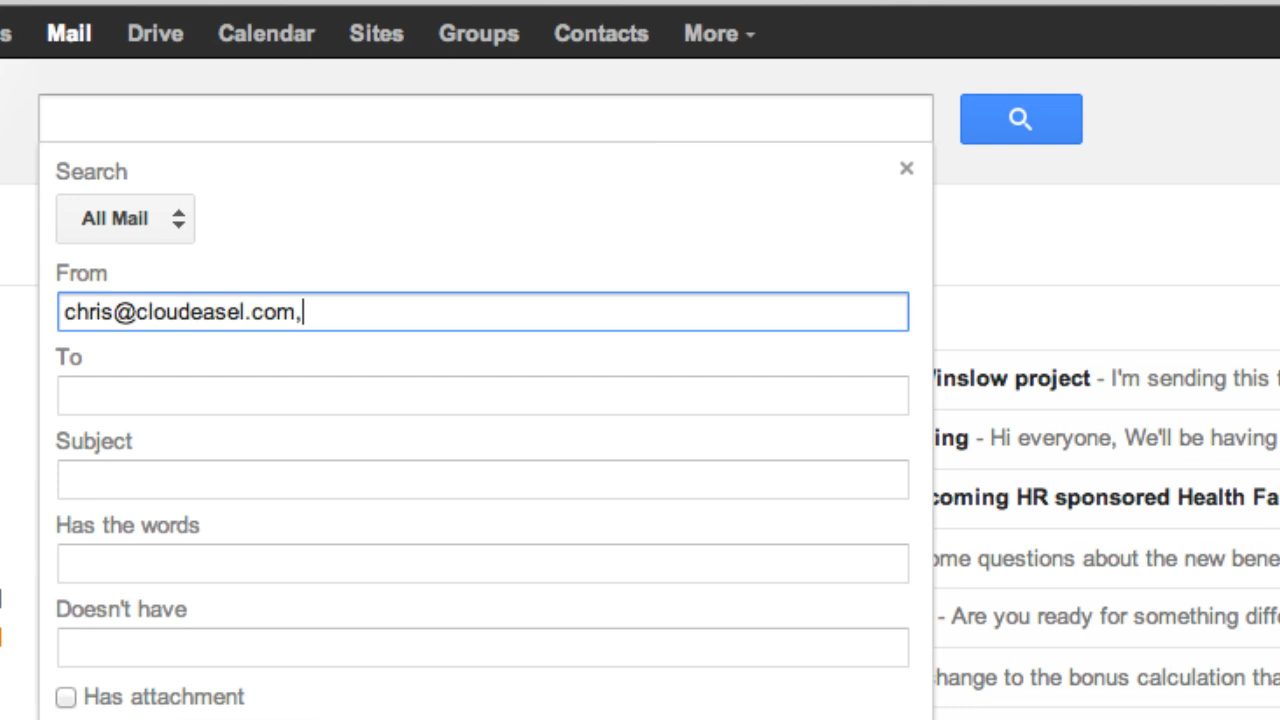 s Mail Drive Calendar Sites Groups Contacts More
Search
All Mail
From
chris@cloudeasel.com,
To
Subject
Has the words
Doesn't have
Has attachment
inslow project - I'm sending this
ing - Hi everyone, We'll be having
coming HR sponsored Health Fa
ome questions about the new bene
- Are you ready for something diffe
hange to the bonus calculation tha